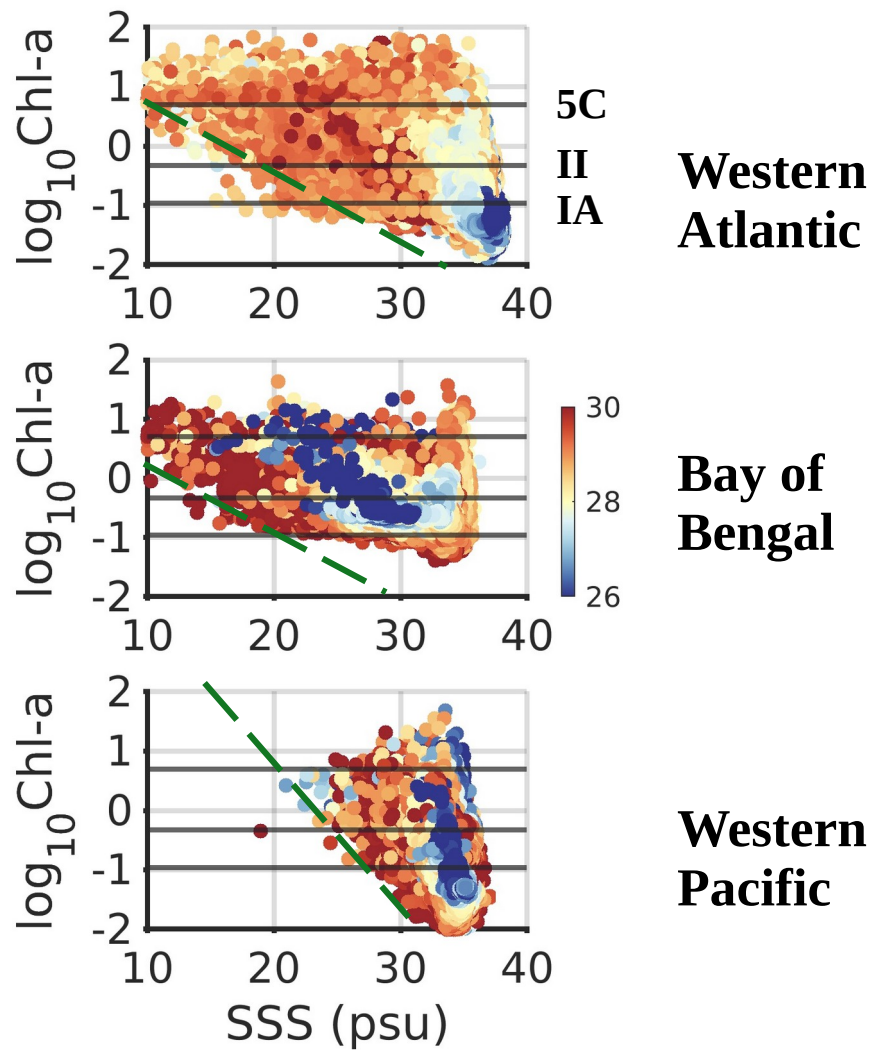 2
1
0
-1
-2
log10Chl-a
10 20 30 40
5C
II
IA
Western
Atlantic
2
1
0
-1
-2
log10Chl-a
10 20 30 40
30
28
26
Bay of
Bengal
2
1
0
-1
-2
log10Chl-a
10 20 30 40
SSS (psu)
Western
Pacific